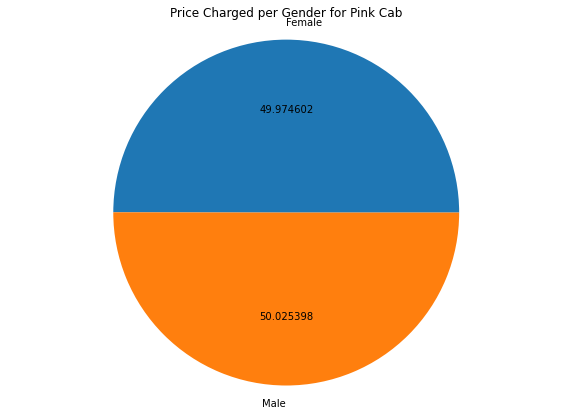 Price Charged per Gender for Pink Cab
Female
49.974602
50.025398
Male